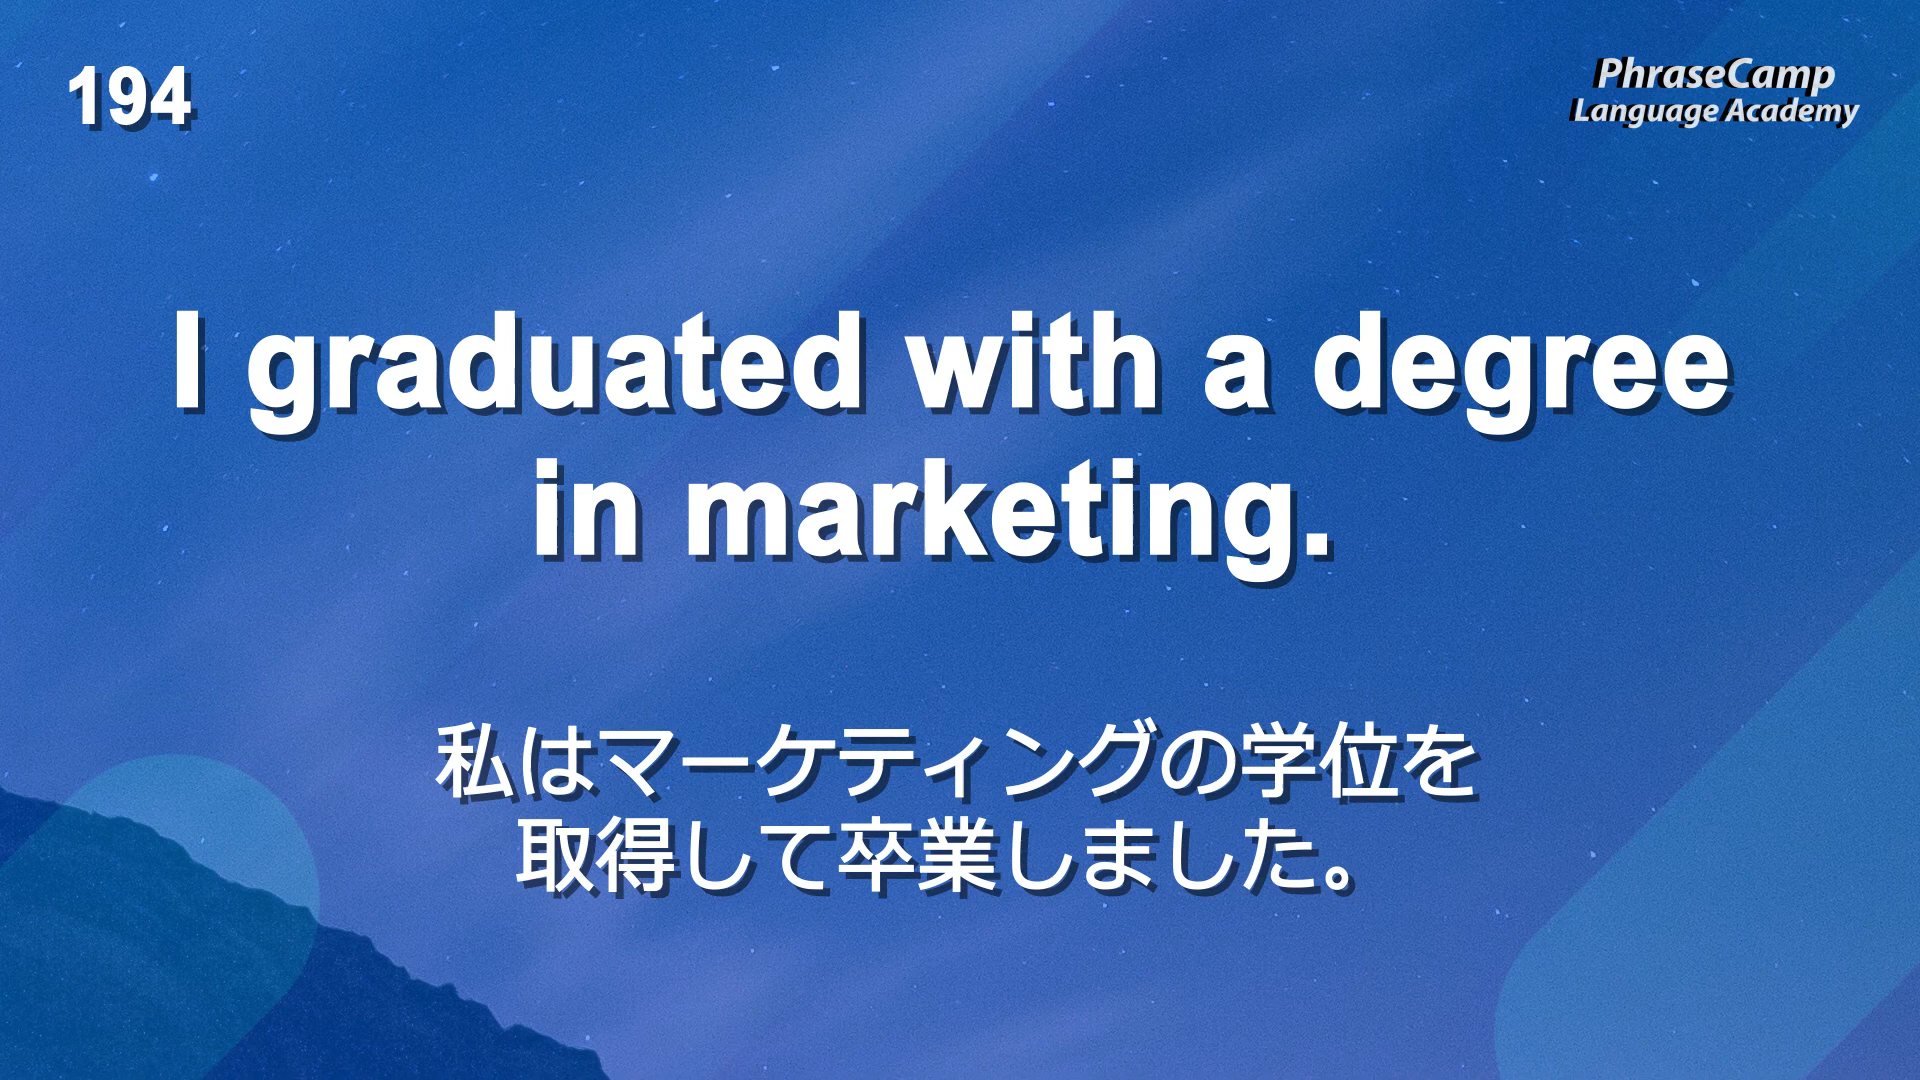 194
PhraseCamp
Language Academy
I graduated with a degree
in marketing.
私はマーケティングの学位を
取得して卒業しました。